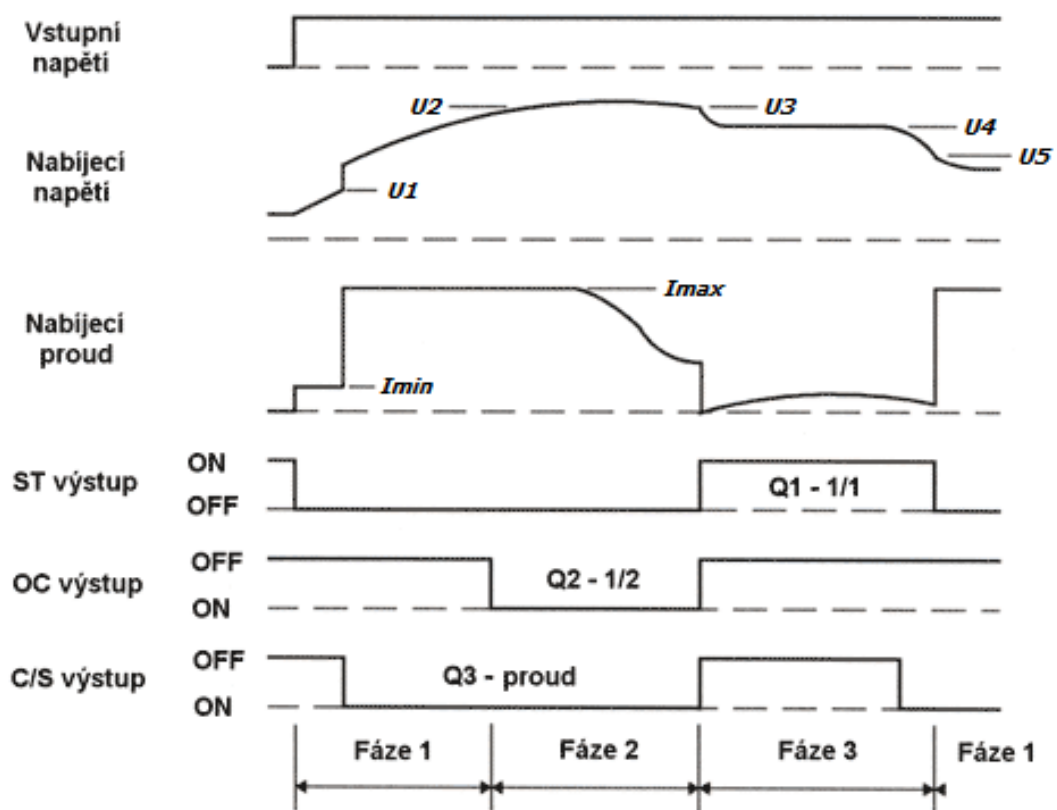 Vstupní
napětí
U2
U3
U4
U5
Nabíjecí
napětí
U1
Imax
Nabíjecí
proud
Imin
ST výstup
ON
OFF
Q1 - 1/1
OC výstup
OFF
ON
Q2 - 1/2
C/S výstup
OFF
ON
Q3 - proud
Fáze 1
Fáze 2
Fáze 3
Fáze 1